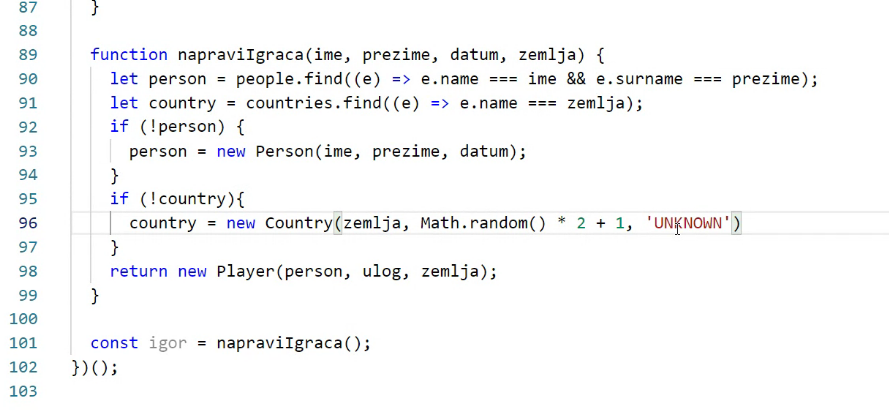 87 }
88
89 function napraviIgraca(ime, prezime, datum, zemlja) {
90 let person = people.find((e) => e.name === ime && e.surname === prezime);
91 let country = countries.find((e) => e.name === zemlja);
92 if (!person) {
93 person = new Person(ime, prezime, datum);
94 }
95 if (!country){
96 country = new Country(zemlja, Math.random() * 2 + 1, 'UNKNOWN')
97 }
98 return new Player(person, ulog, zemlja);
99 }
100
101 const igor = napraviIgraca();
102 })();
103